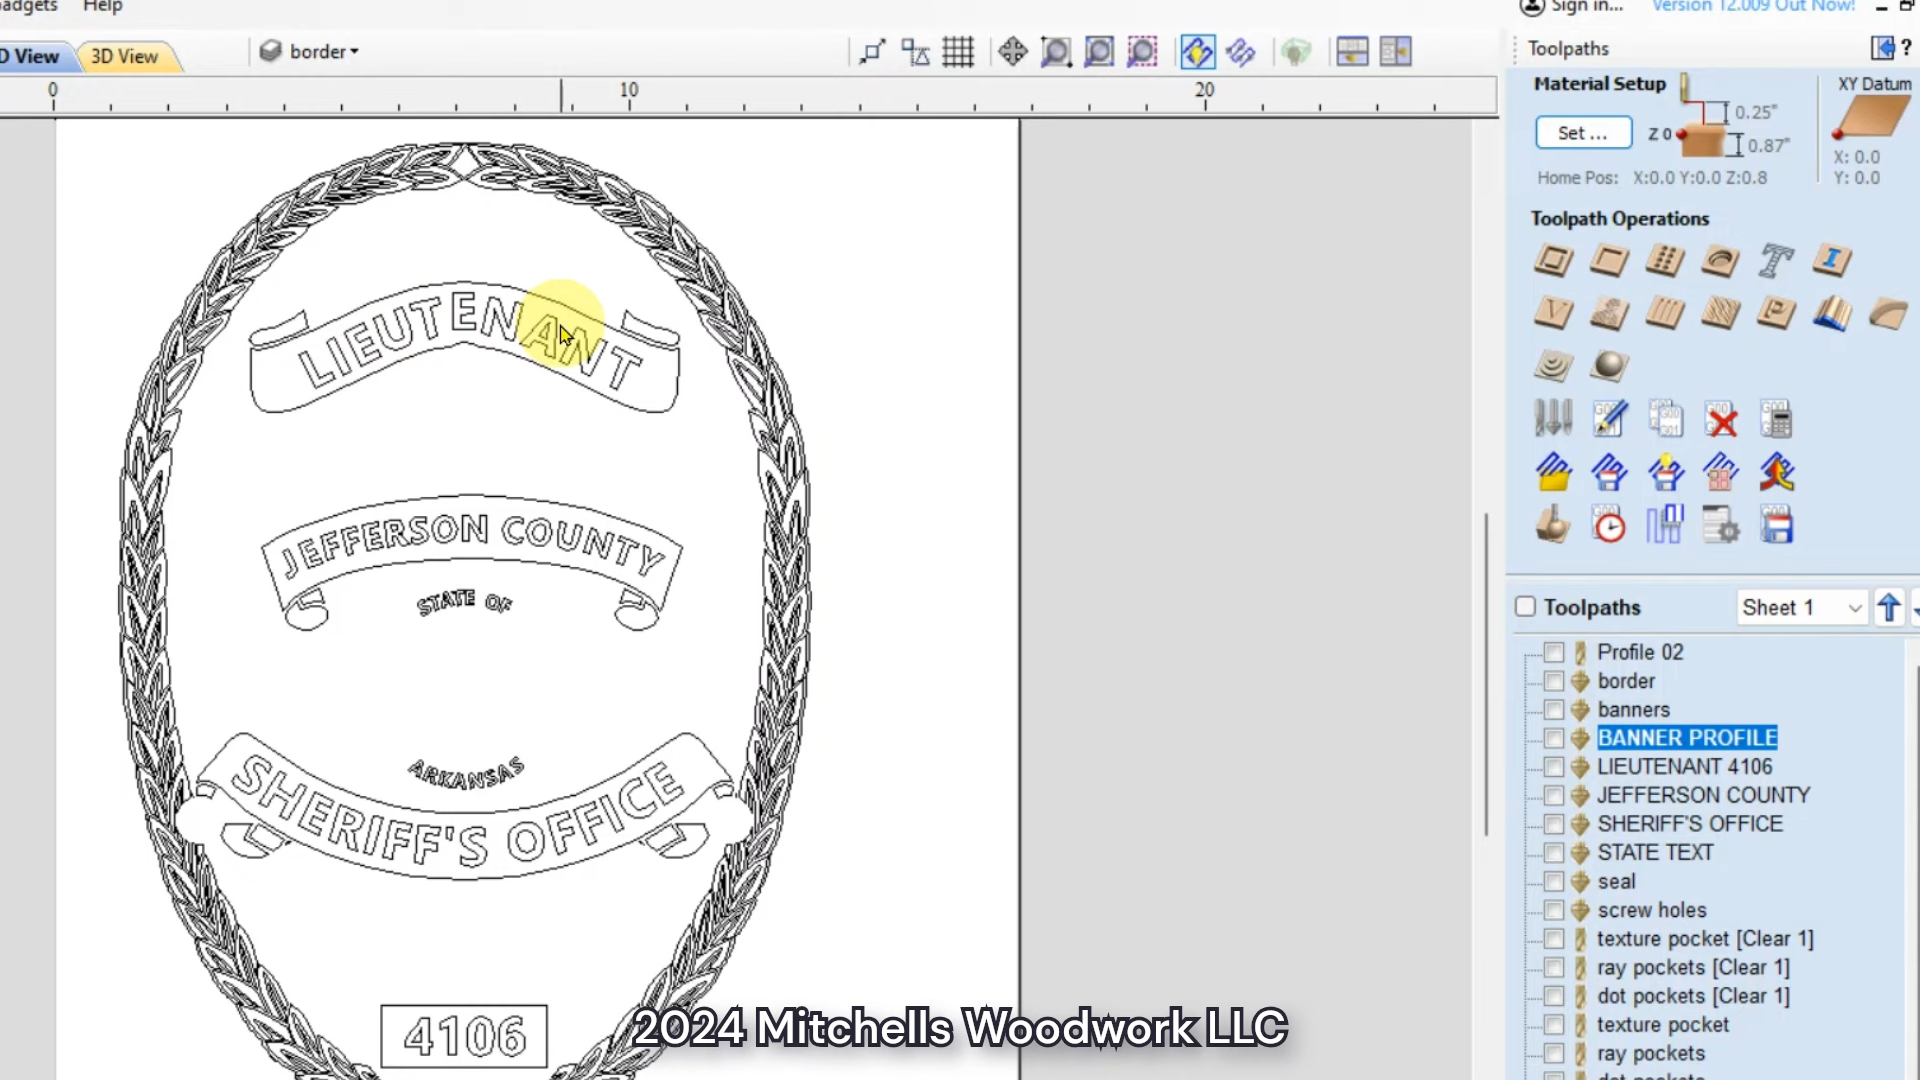 Gadgets Help
Sign in... Version 12.009 Out Now!
D View 3D View border
Toolpaths ?
0 10 20
Material Setup
XY Datum
Set ...
Z 0
0.25"
0.87"
X: 0.0
Y: 0.0
Home Pos: X:0.0 Y:0.0 Z:0.8
Toolpath Operations
LIEUTENANT
JEFFERSON COUNTY
STATE OF
ARKANSAS
SHERIFF'S OFFICE
4106
Toolpaths Sheet 1
Profile 02
border
banners
BANNER PROFILE
LIEUTENANT 4106
JEFFERSON COUNTY
SHERIFF'S OFFICE
STATE TEXT
seal
screw holes
texture pocket [Clear 1]
ray pockets [Clear 1]
dot pockets [Clear 1]
texture pocket
ray pockets
dot pockets
2024 Mitchells Woodwork LLC